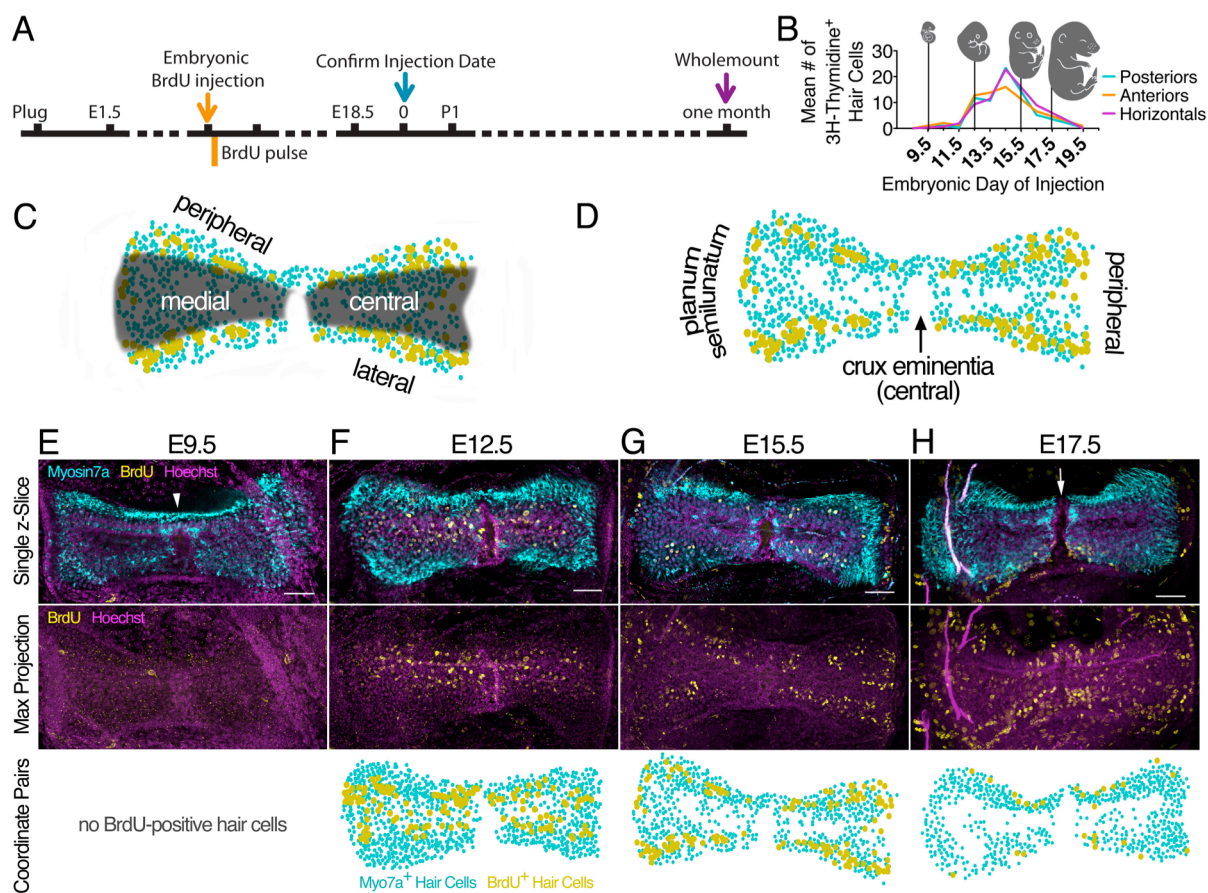 A
Embryonic
BrdU injection
Confirm Injection Date
Wholemount
Plug
E1.5
E18.5
0
P1
one month
BrdU pulse
B
Mean # of
3H-Thymidine+
Hair Cells
30
20
10
0
9.5
11.5
13.5
15.5
17.5
19.5
Embryonic Day of Injection
Posteriors
Anteriors
Horizontals
C
peripheral
medial
central
lateral
D
planum
semilunatum
peripheral
crux eminentia
(central)
E
E9.5
F
E12.5
G
E15.5
H
E17.5
Single z-Slice
Myosin7a BrdU Hoechst
Max Projection
BrdU Hoechst
Coordinate Pairs
no BrdU-positive hair cells
Myo7a+ Hair Cells
BrdU+ Hair Cells